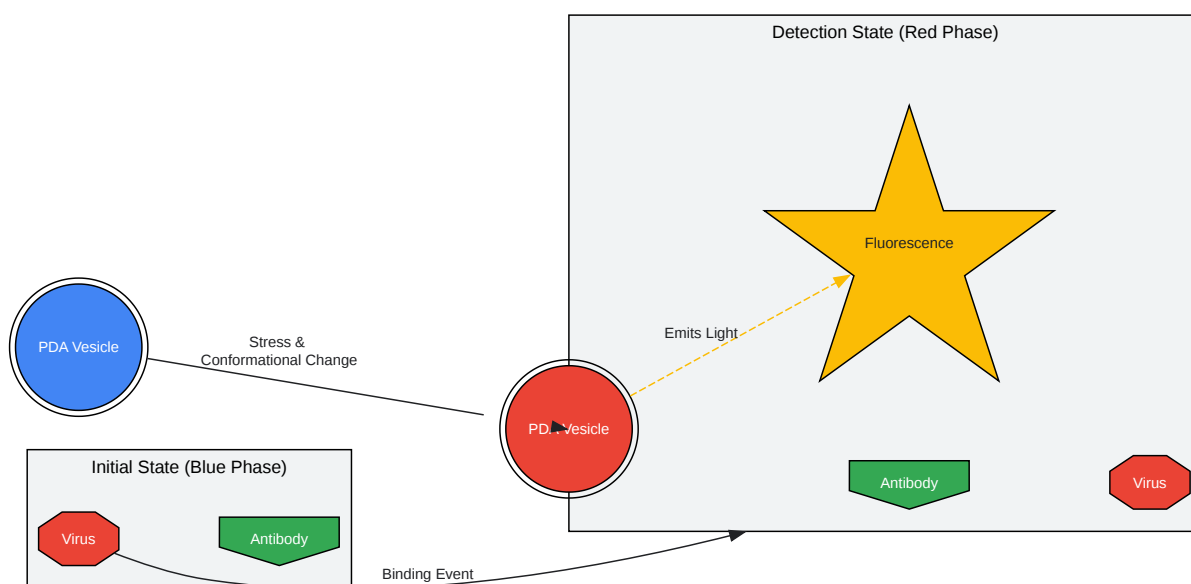 Detection State (Red Phase)
Fluorescence
Emits Light
PDA Vesicle
Stress &
Conformational Change
PDA Vesicle
Antibody
Virus
Initial State (Blue Phase)
Virus
Antibody
Binding Event